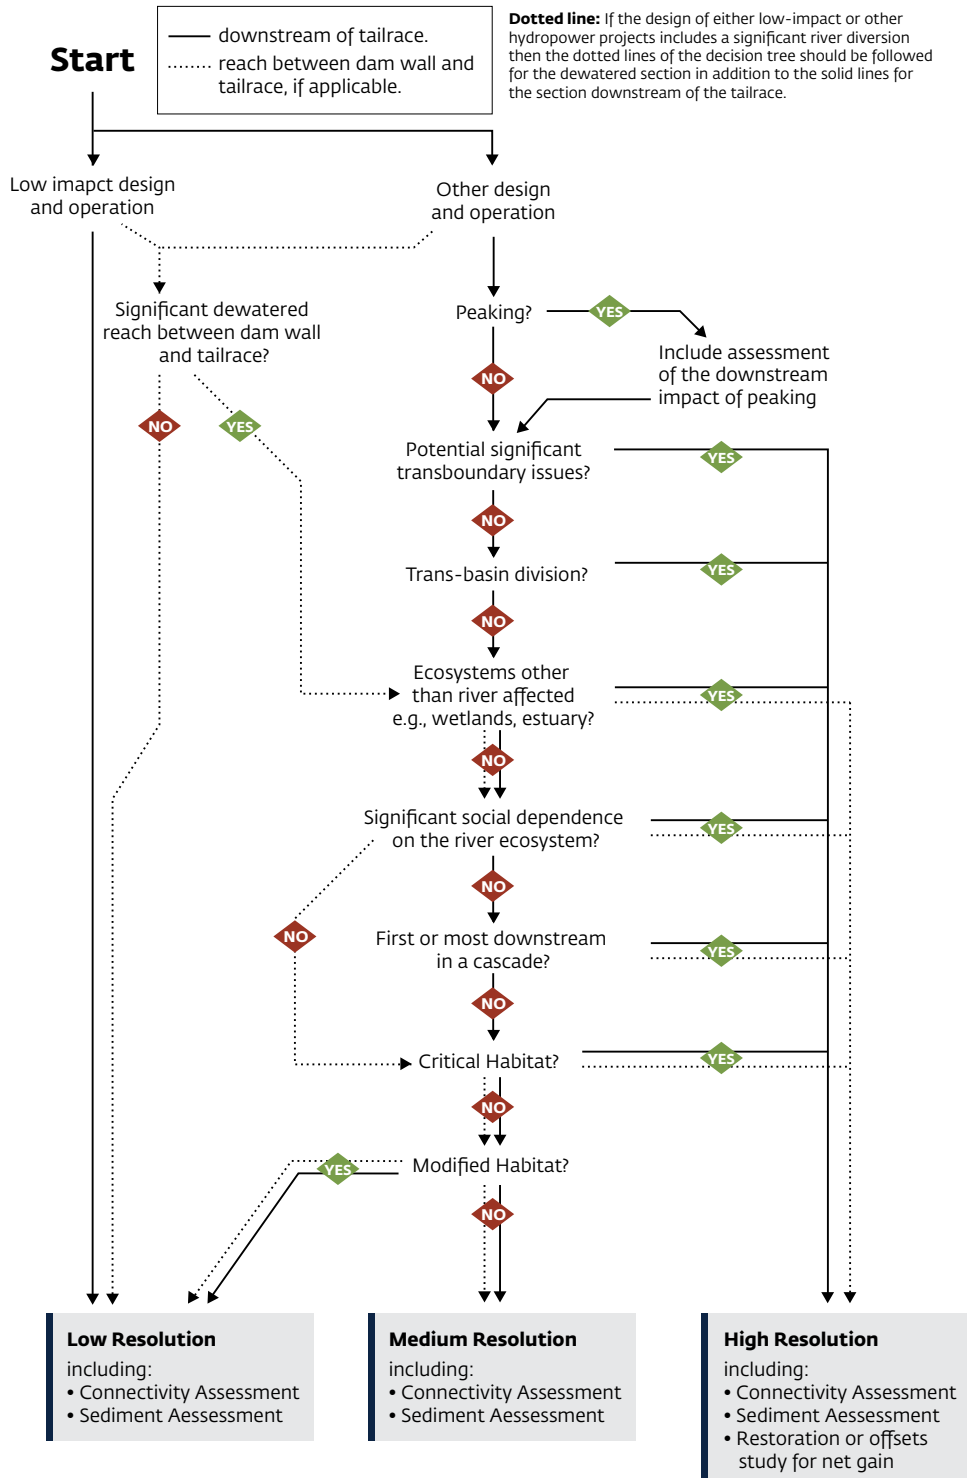 Start
downstream of tailrace.
reach between dam wall and
tailrace, if applicable.
Dotted line: If the design of either low-impact or other
hydropower projects includes a significant river diversion
then the dotted lines of the decision tree should be followed
for the dewatered section in addition to the solid lines for
the section downstream of the tailrace.
Low imapct design
and operation
Other design
and operation
Significant dewatered
reach between dam wall
and tailrace?
Peaking?
YES
Include assessment
of the downstream
impact of peaking
NO
NO
YES
Potential significant
transboundary issues?
YES
NO
Trans-basin division?
YES
NO
Ecosystems other
than river affected
e.g., wetlands, estuary?
YES
NO
Significant social dependence
on the river ecosystem?
YES
NO
NO
First or most downstream
in a cascade?
YES
NO
Critical Habitat?
YES
NO
Modified Habitat?
YES
NO
Low Resolution
including:
• Connectivity Assessment
• Sediment Aessessment
Medium Resolution
including:
• Connectivity Assessment
• Sediment Aessessment
High Resolution
including:
• Connectivity Assessment
• Sediment Aessessment
• Restoration or offsets
study for net gain